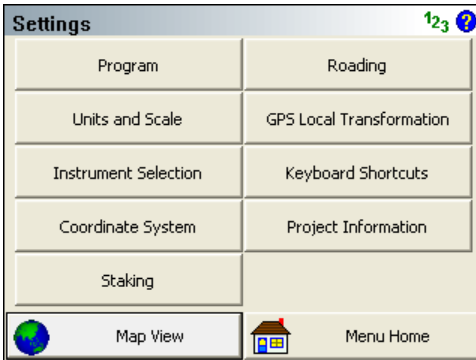 Settings 123 ?
Program Roading
Units and Scale GPS Local Transformation
Instrument Selection Keyboard Shortcuts
Coordinate System Project Information
Staking
Map View Menu Home